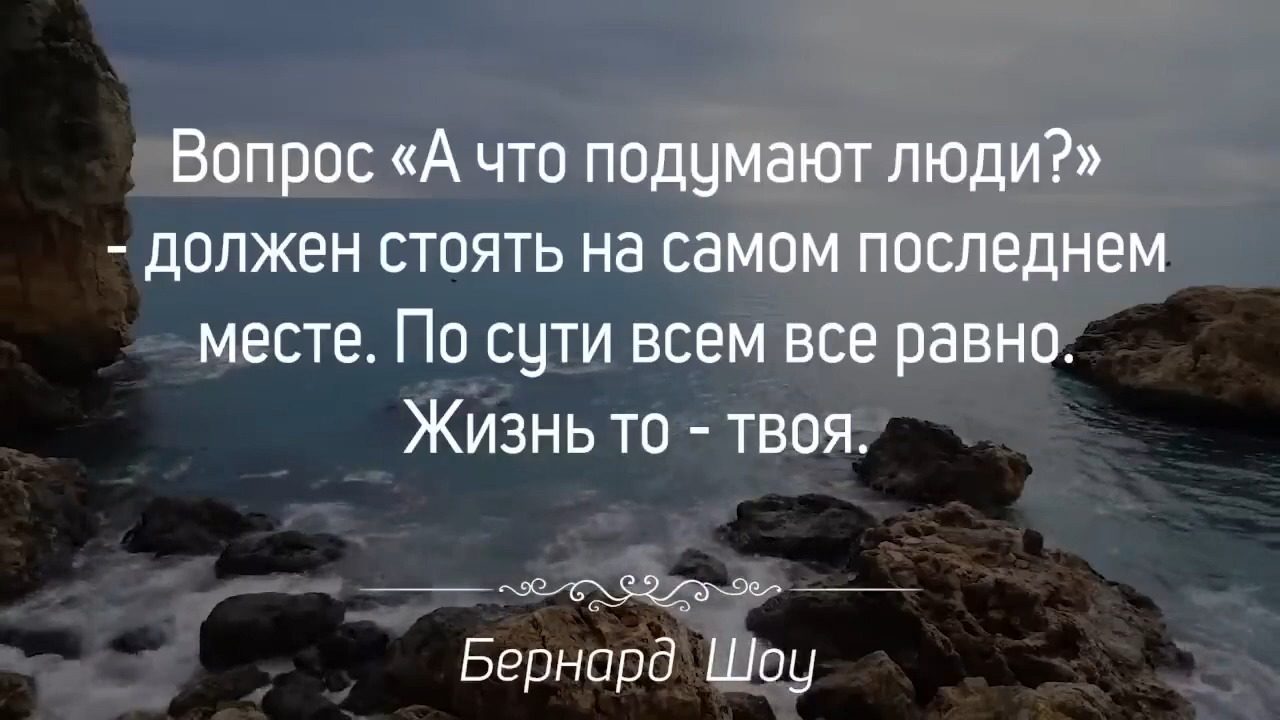 Вопрос «А что подумают люди?»
- должен стоять на самом последнем
месте. По сути всем все равно.
Жизнь то - твоя.
Бернард Шоу